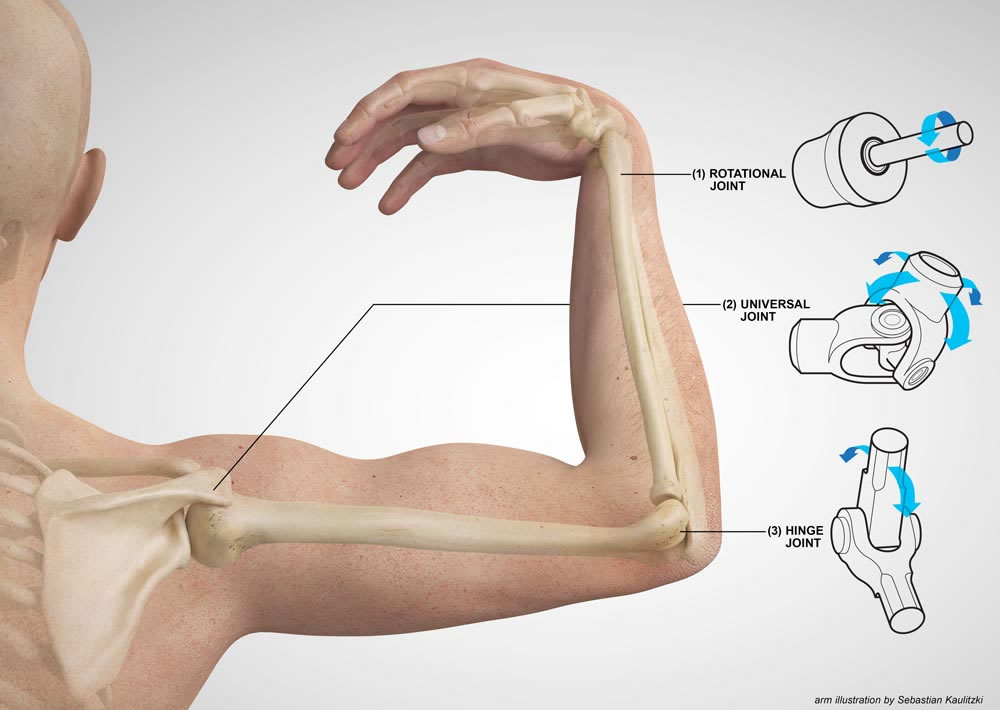 (1) ROTATIONAL
JOINT
(2) UNIVERSAL
JOINT
(3) HINGE
JOINT
arm illustration by Sebastian Kaulitzki